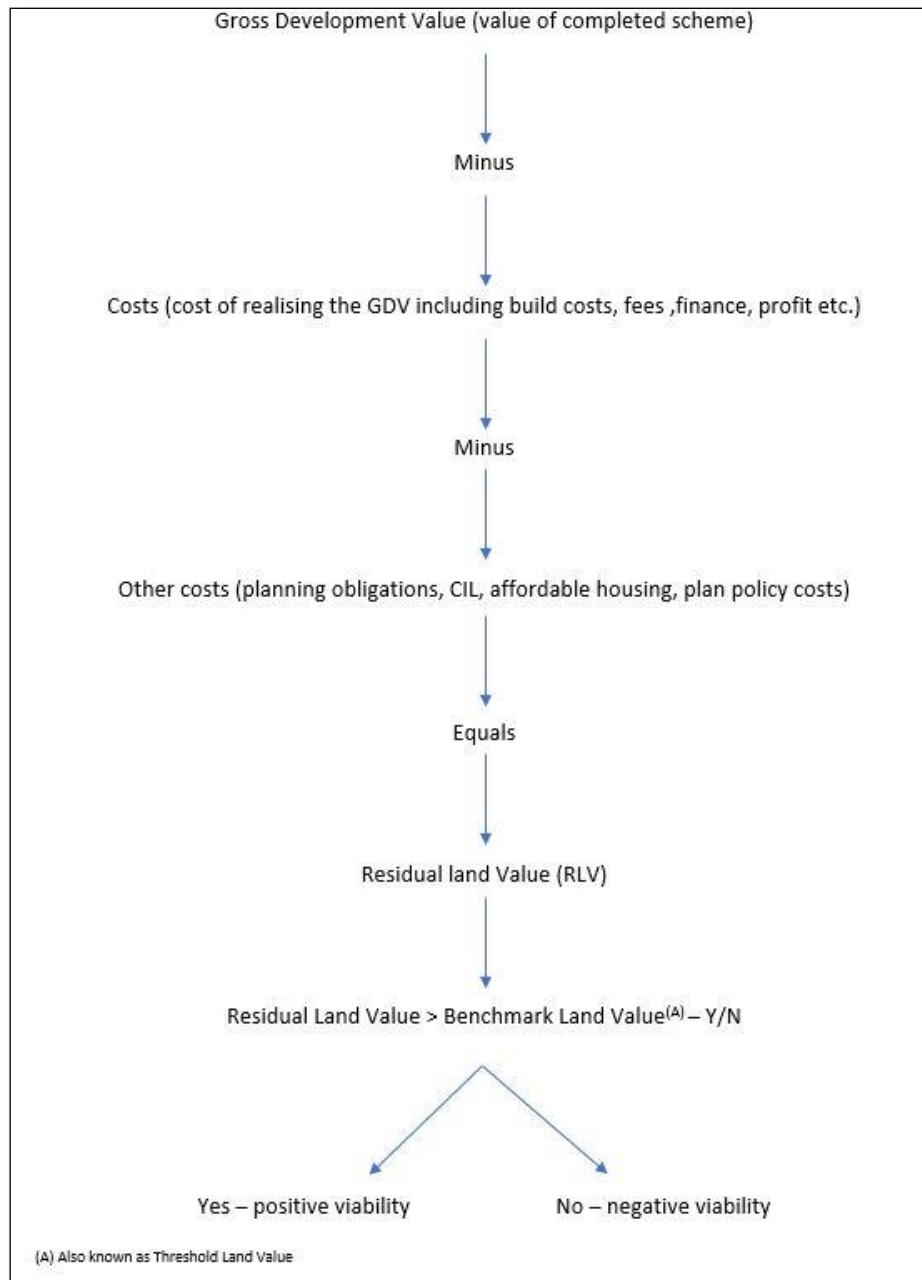 Gross Development Value (value of completed scheme)
Minus
Costs (cost of realising the GDV including build costs, fees ,finance, profit etc.)
Minus
Other costs (planning obligations, CIL, affordable housing, plan policy costs)
Equals
Residual land Value (RLV)
Residual Land Value > Benchmark Land Value(A) – Y/N
Yes – positive viability
No – negative viability
(A) Also known as Threshold Land Value